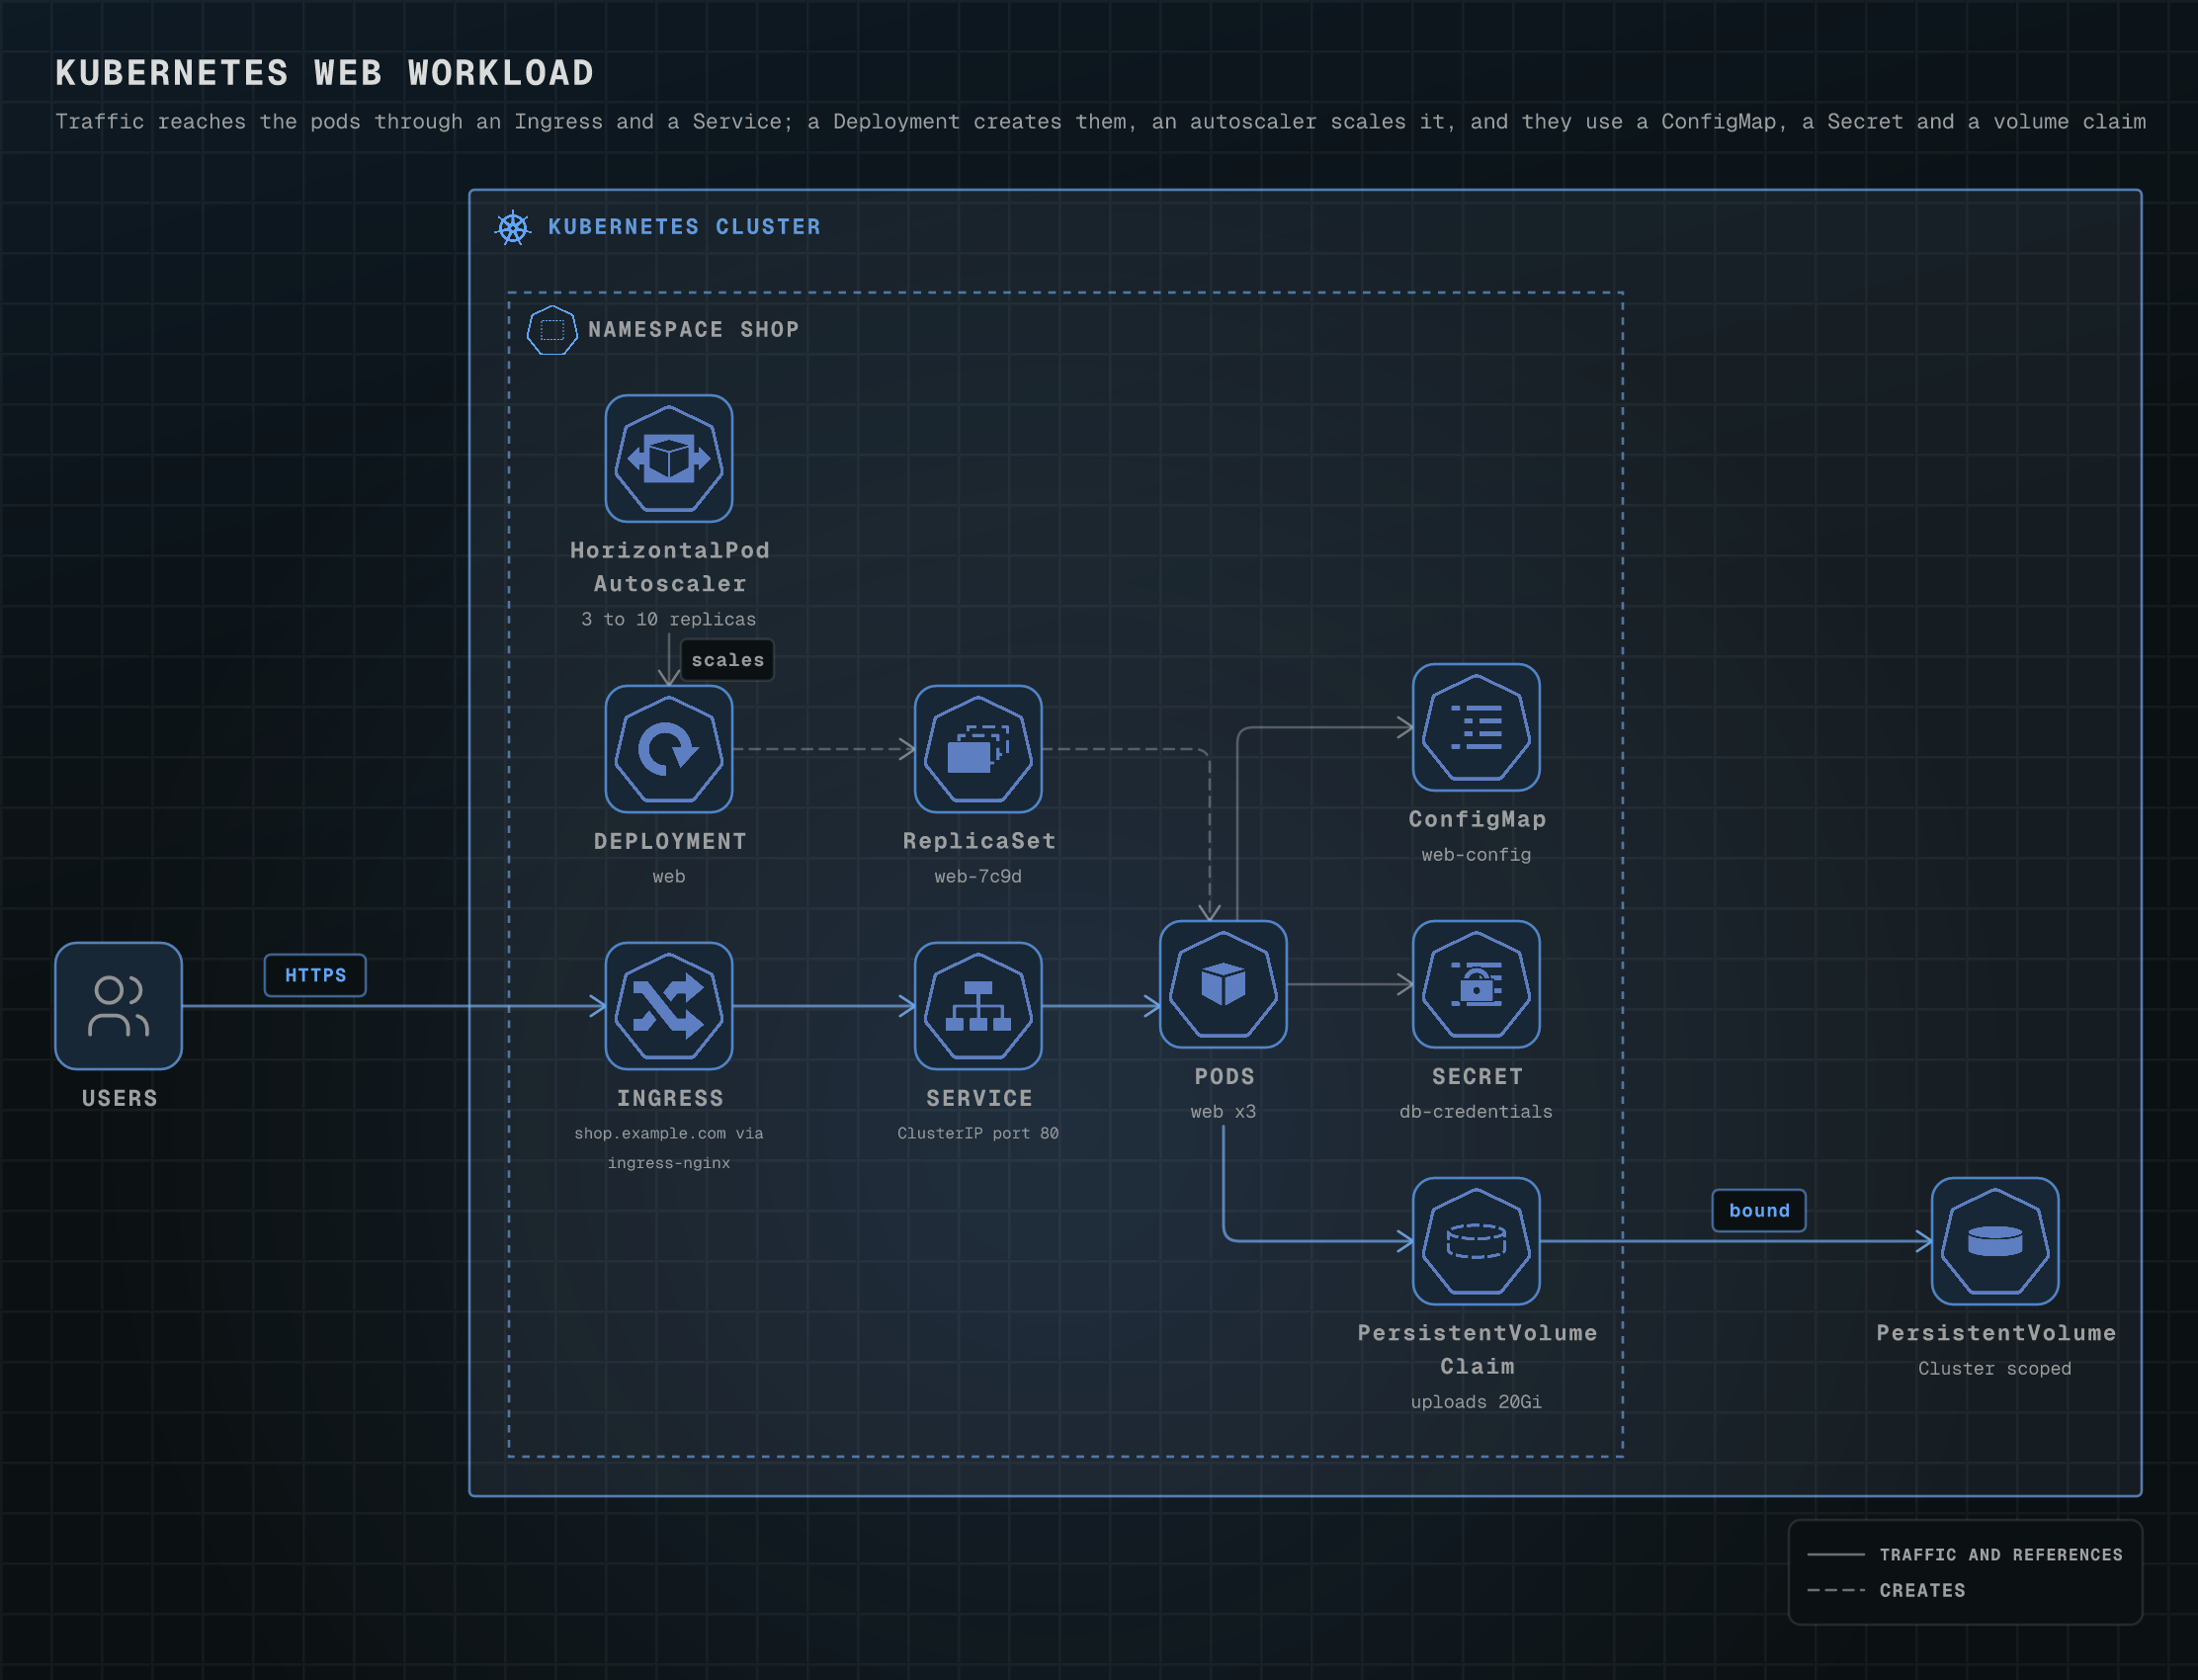 KUBERNETES WEB WORKLOAD
Traffic reaches the pods through an Ingress and a Service; a Deployment creates them, an autoscaler scales it, and they use a ConfigMap, a Secret and a volume claim
KUBERNETES CLUSTER
NAMESPACE SHOP
HorizontalPod
Autoscaler
3 to 10 replicas
scales
DEPLOYMENT
web
ReplicaSet
web-7c9d
ConfigMap
web-config
USERS
HTTPS
INGRESS
shop.example.com via
ingress-nginx
SERVICE
ClusterIP port 80
PODS
web x3
SECRET
db-credentials
PersistentVolume
Claim
uploads 20Gi
bound
PersistentVolume
Cluster scoped
TRAFFIC AND REFERENCES
CREATES